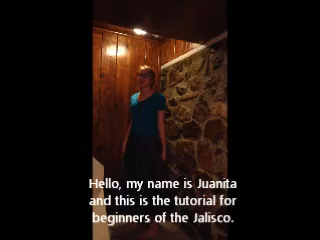 Hello, my name is Juanita
and this is the tutorial for
beginners of the Jalisco.